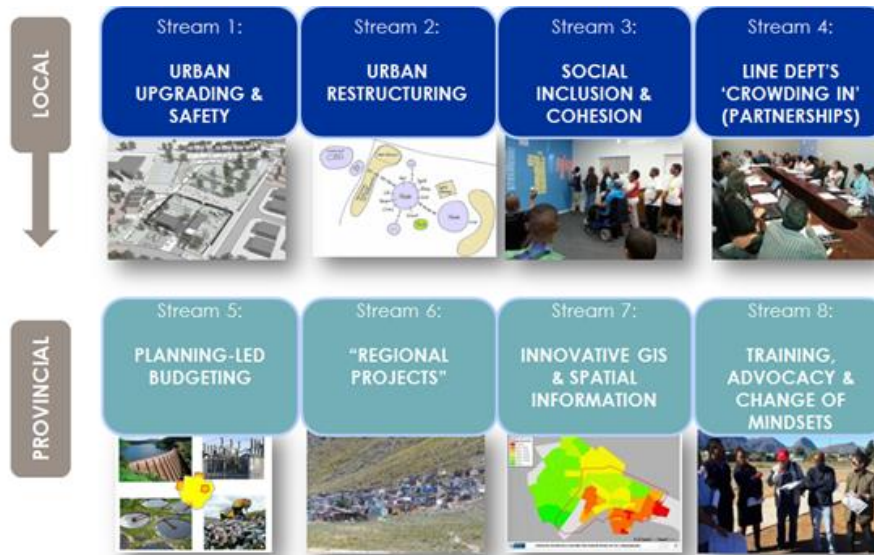 LOCAL
Stream 1:
URBAN
UPGRADING &
SAFETY
Stream 2:
URBAN
RESTRUCTURING
Stream 3:
SOCIAL
INCLUSION &
COHESION
Stream 4:
LINE DEPT'S
'CROWDING IN'
(PARTNERSHIPS)
PROVINCIAL
Stream 5:
PLANNING-LED
BUDGETING
Stream 6:
"REGIONAL
PROJECTS"
Stream 7:
INNOVATIVE GIS
& SPATIAL
INFORMATION
Stream 8:
TRAINING,
ADVOCACY &
CHANGE OF
MINDSETS